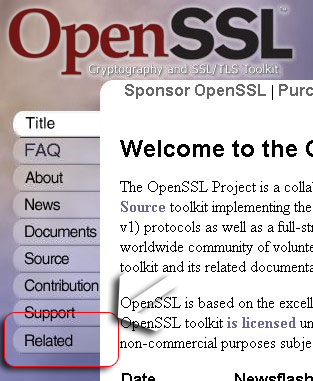 OpenSSL™
Cryptography and SSL/TLS Toolkit
Sponsor OpenSSL | Purc
Title
FAQ
About
News
Documents
Source
Contribution
Support
Related
Welcome to the O
The OpenSSL Project is a colla
Source toolkit implementing the
v1) protocols as well as a full-str
worldwide community of volunte
toolkit and its related documenta
OpenSSL is based on the excell
OpenSSL toolkit is licensed un
non-commercial purposes subje
Date Newsflash